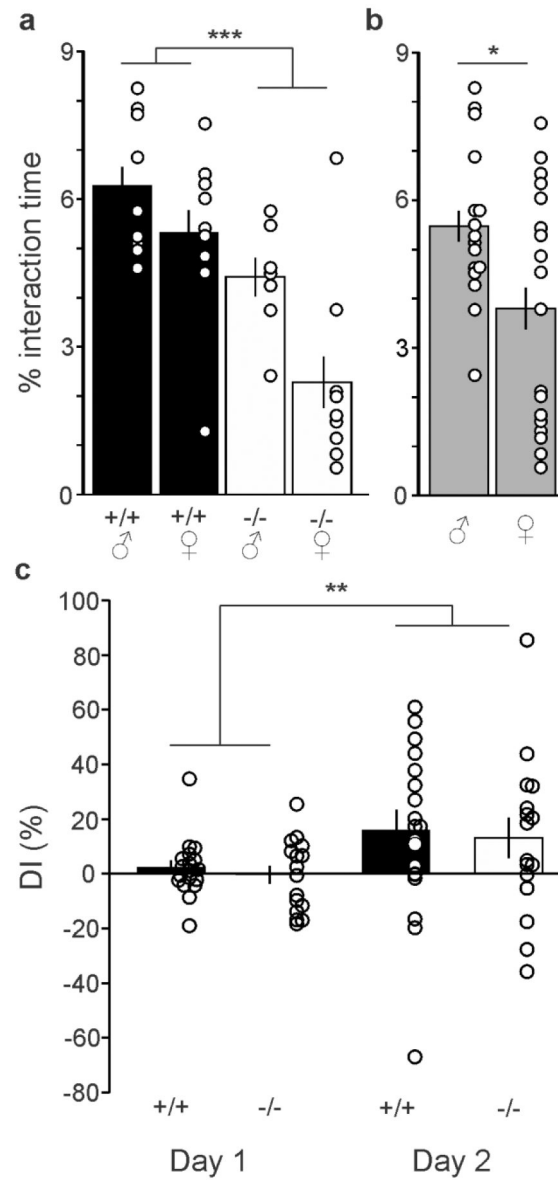 a
b
***
*
9
6
3
0
% interaction time
9
6
3
0
+/+ +/+ -/- -/-
♂ ♀ ♂ ♀
♂ ♀
c
**
100
80
60
40
20
0
-20
-40
-60
-80
DI (%)
+/+ -/- +/+ -/-
Day 1 Day 2